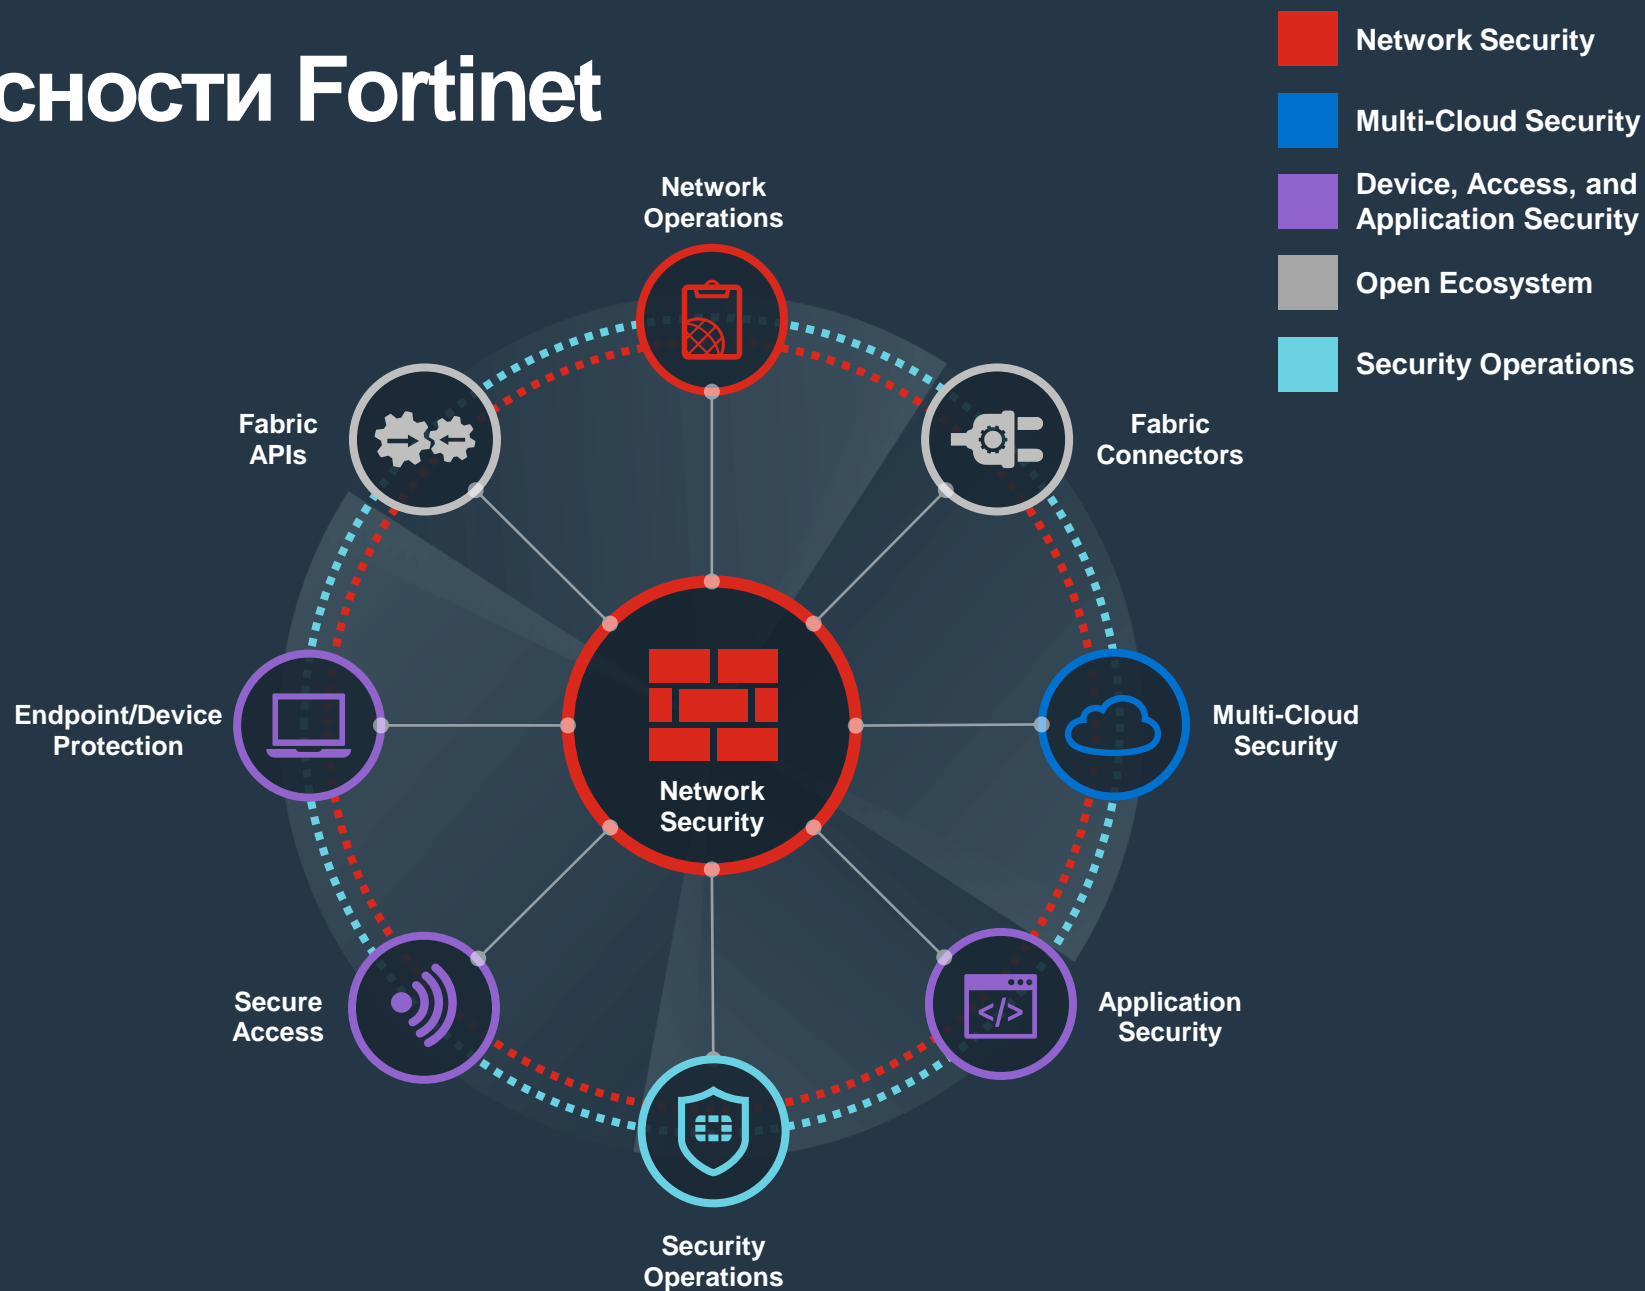 сности Fortinet
Network Security
Multi-Cloud Security
Device, Access, and
Application Security
Open Ecosystem
Security Operations
Network
Operations
Fabric
APIs
Fabric
Connectors
Endpoint/Device
Protection
Network
Security
Multi-Cloud
Security
Secure
Access
</>
Application
Security
Security
Operations